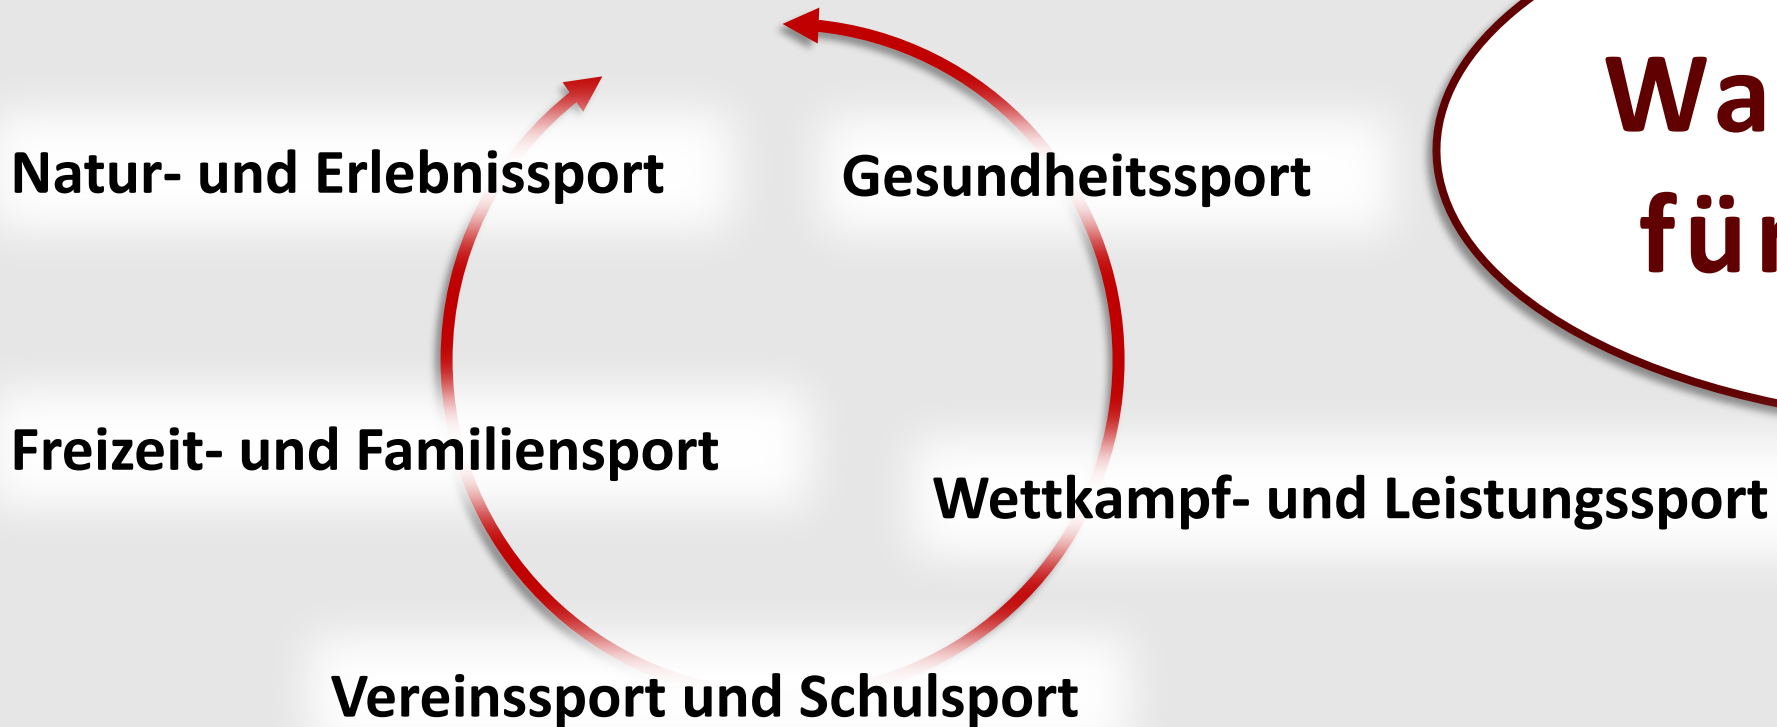 Natur- und Erlebnissport
Gesundheitssport
Freizeit- und Familiensport
Wettkampf- und Leistungssport
Vereinssport und Schulsport